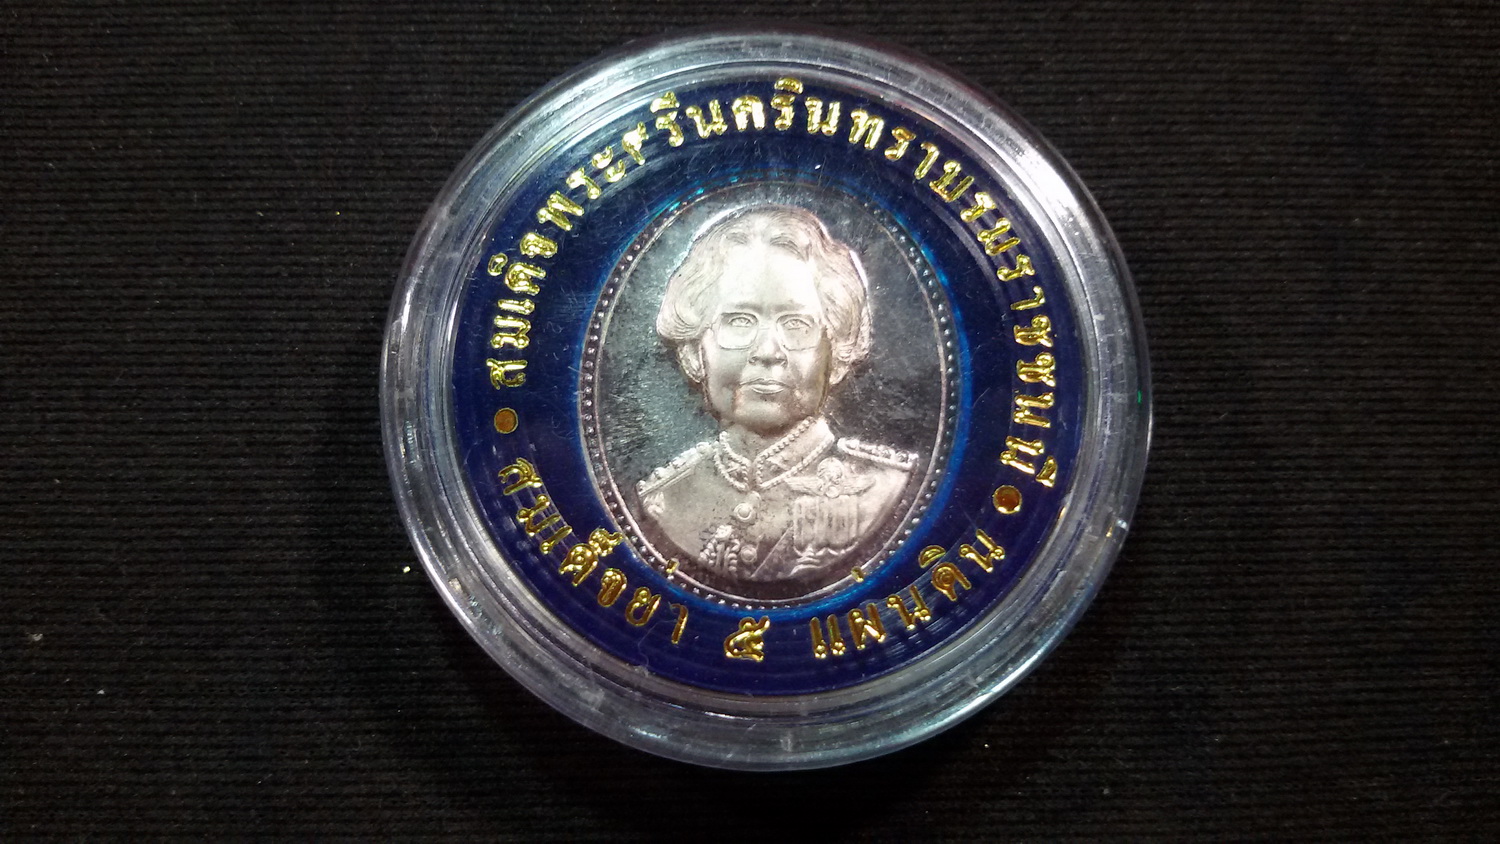 สมเด็จพระศรีนครินทราบรมราชชนนี
สมเด็จย่า ๕ แผ่นดิน